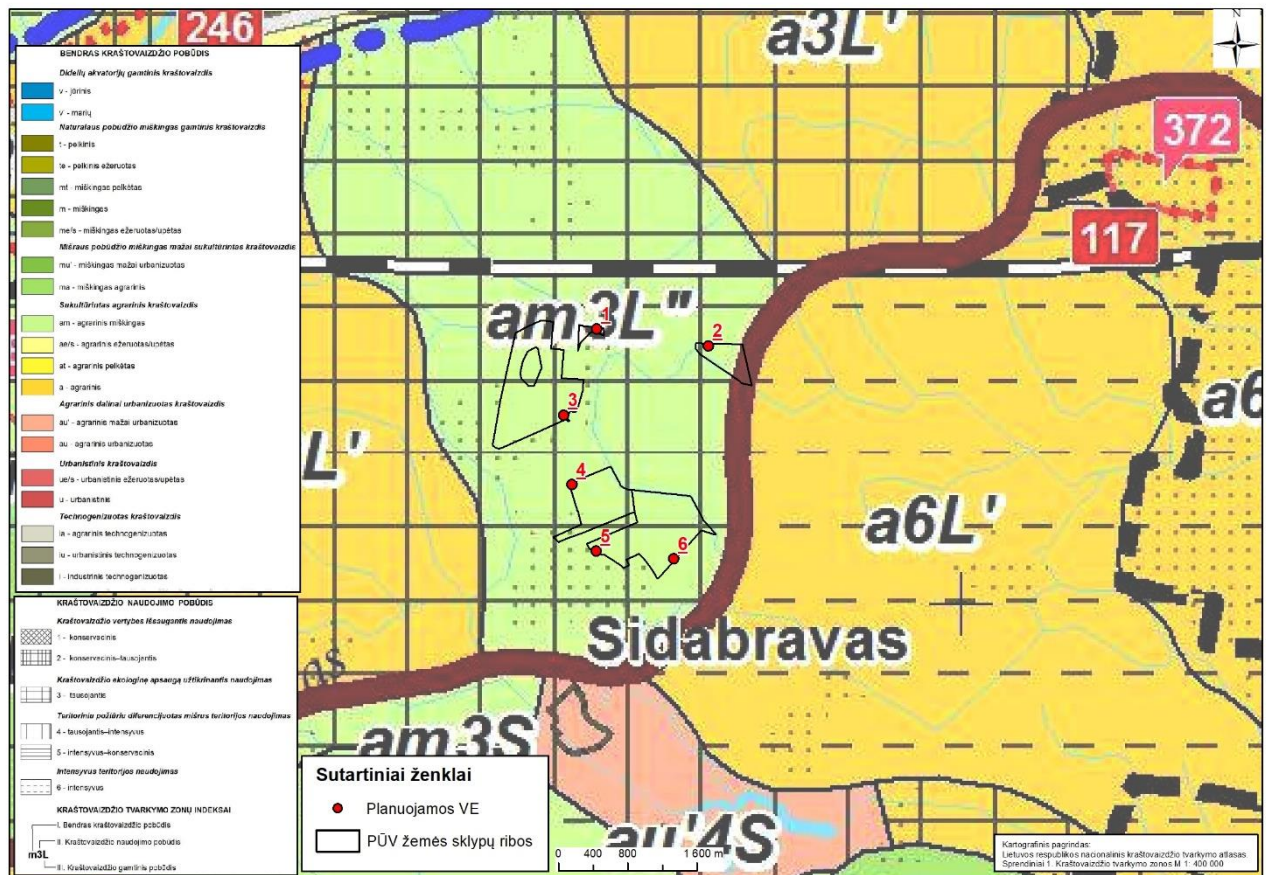 246
a3L'
N
372
117
am3L"
L'
a6
a6L'
1
2
3
4
5
6
Sidabravas
as
am3S
au'4S
BENDRAS KRAŠTOVAIZDŽIO POBŪDIS
Didelių akvatorijų gamtinis kraštovaizdis
v - jūrinis
v' - marių
Natūralaus pobūdžio miškingas gamtinis kraštovaizdis
t - pelkinis
te - pelkinis ežeruotas
mt - miškingas pelkėtas
m - miškingas
me/s - miškingas ežeruotas/upėtas
Mišraus pobūdžio miškingas mažai sukultūrintas kraštovaizdis
mu' - miškingas mažai urbanizuotas
ma - miškingas agrarinis
Sukultūrintas agrarinis kraštovaizdis
am - agrarinis miškingas
ae/s - agrarinis ežeruotas/upėtas
at - agrarinis pelkėtas
a - agrarinis
Agrarinis dalinai urbanizuotas kraštovaizdis
au' - agrarinis mažai urbanizuotas
au - agrarinis urbanizuotas
Urbanistinis kraštovaizdis
ue/s - urbanistinis ežeruotas/upėtas
u - urbanistinis
Technogenizuotas kraštovaizdis
ia - agrarinis technogenizuotas
iu - urbanistinis technogenizuotas
i - industrinis technogenizuotas
KRAŠTOVAIZDŽIO NAUDOJIMO POBŪDIS
Kraštovaizdžio vertybes išsaugantis naudojimas
1 - konservacinis
2 - konservacinis-tausojantis
Kraštovaizdžio ekologinę apsaugą užtikrinantis naudojimas
3 - tausojantis
Teritoriniu požiūriu diferencijuotas mišrus teritorijos naudojimas
4 - tausojantis-intensyvus
5 - intensyvus-konservacinis
Intensyvus teritorijos naudojimas
6 - intensyvus
KRAŠTOVAIZDŽIO TVARKYMO ZONŲ INDEKSAI
I. Bendras kraštovaizdžio pobūdis
II. Kraštovaizdžio naudojimo pobūdis
m3L
III. Kraštovaizdžio gamtinis pobūdis
Sutartiniai ženklai
Planuojamos VE
PŪV žemės sklypų ribos
0 400 800 1 600 m
Kartografinis pagrindas:
Lietuvos respublikos nacionalinis kraštovaizdžio tvarkymo atlasas
Sprendiniai 1. Kraštovaizdžio tvarkymo zonos M 1: 400 000